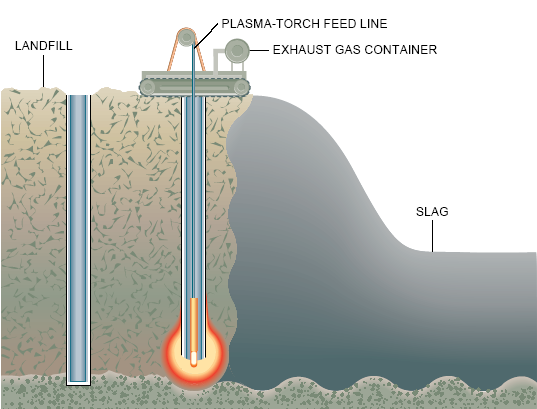 PLASMA-TORCH FEED LINE
LANDFILL
EXHAUST GAS CONTAINER
SLAG